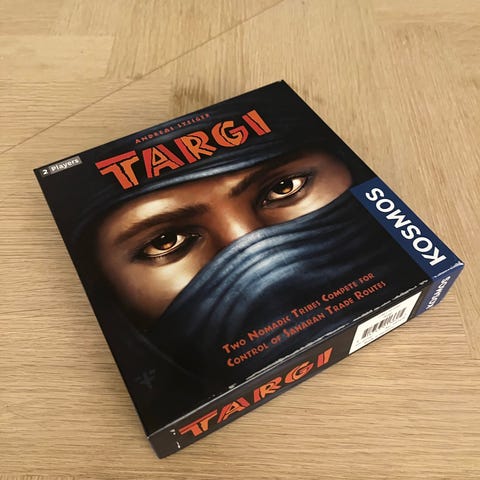 ANDREAS STEIGER
TARGI
2 Players
KOSMOS
TWO NOMADIC TRIBES COMPETE FOR
CONTROL OF SAHARAN TRADE ROUTES
TARGI
KOSMOS